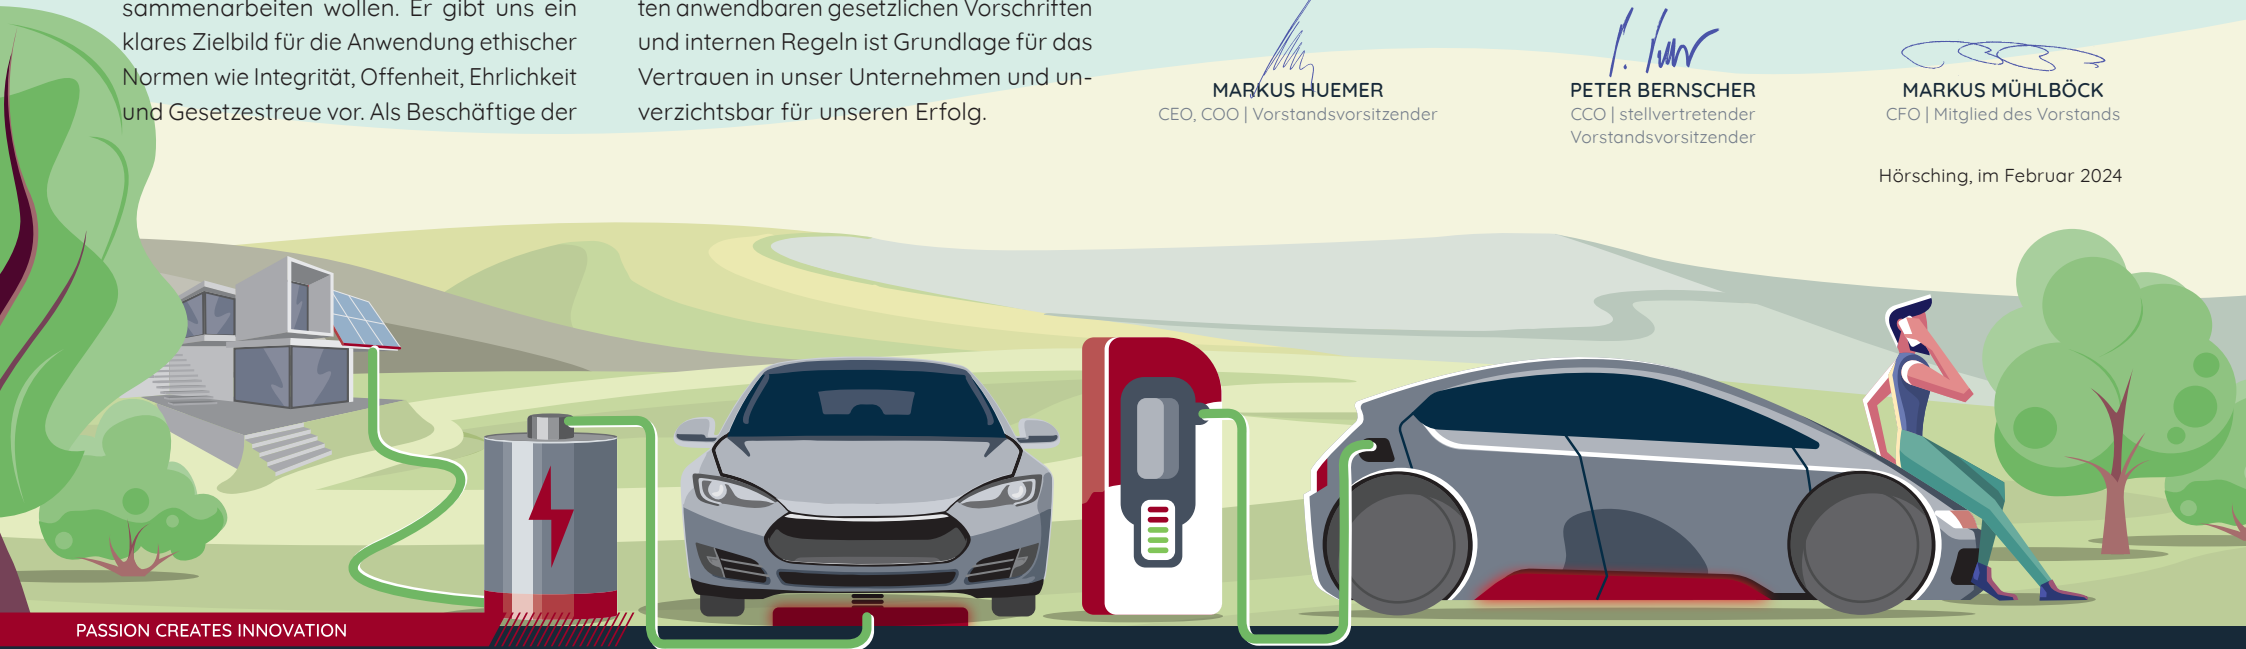 sammenarbeiten wollen. Er gibt uns ein
klares Zielbild für die Anwendung ethischer
Normen wie Integrität, Offenheit, Ehrlichkeit
und Gesetzestreue vor. Als Beschäftige der
ten anwendbaren gesetzlichen Vorschriften
und internen Regeln ist Grundlage für das
Vertrauen in unser Unternehmen und un-
verzichtsbar für unseren Erfolg.
MARKUS HUEMER
CEO, COO | Vorstandsvorsitzender
PETER BERNSCHER
CCO | stellvertretender
Vorstandsvorsitzender
MARKUS MÜHLBÖCK
CFO | Mitglied des Vorstands
Hörsching, im Februar 2024
PASSION CREATES INNOVATION